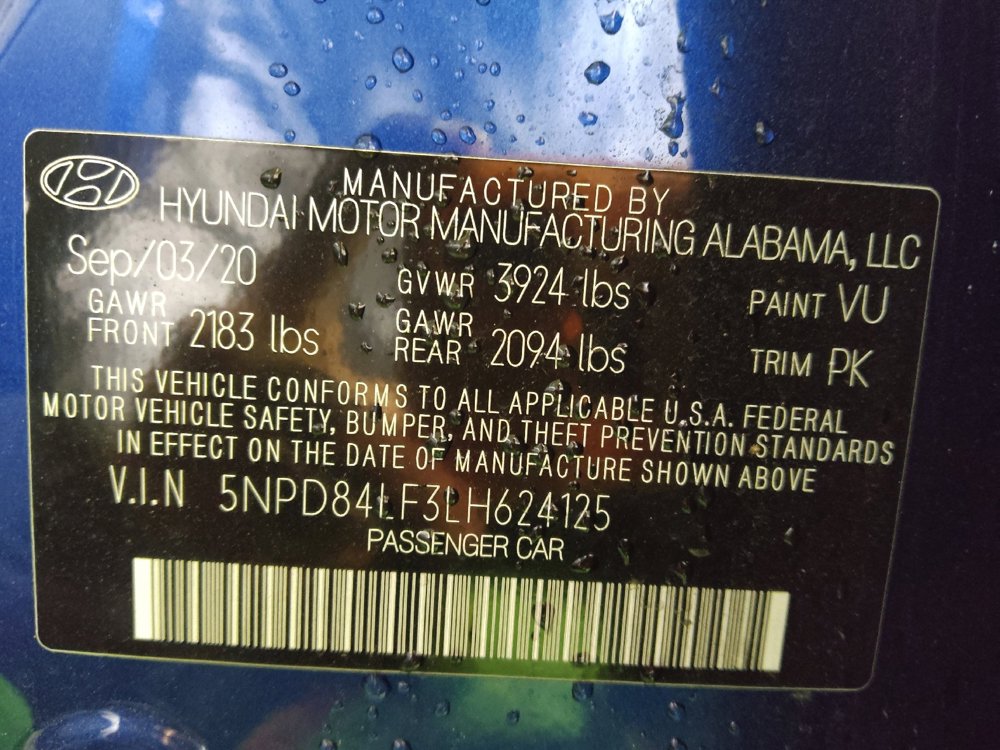 MANUFACTURED BY
HYUNDAI MOTOR MANUFACTURING ALABAMA, LLC
Sep/03/20 GVWR 3924 lbs PAINT VU
GAWR FRONT 2183 lbs GAWR REAR 2094 lbs TRIM PK
THIS VEHICLE CONFORMS TO ALL APPLICABLE U.S.A. FEDERAL
MOTOR VEHICLE SAFETY, BUMPER, AND THEFT PREVENTION STANDARDS
IN EFFECT ON THE DATE OF MANUFACTURE SHOWN ABOVE
V.I.N 5NPD84LF3LH624125
PASSENGER CAR